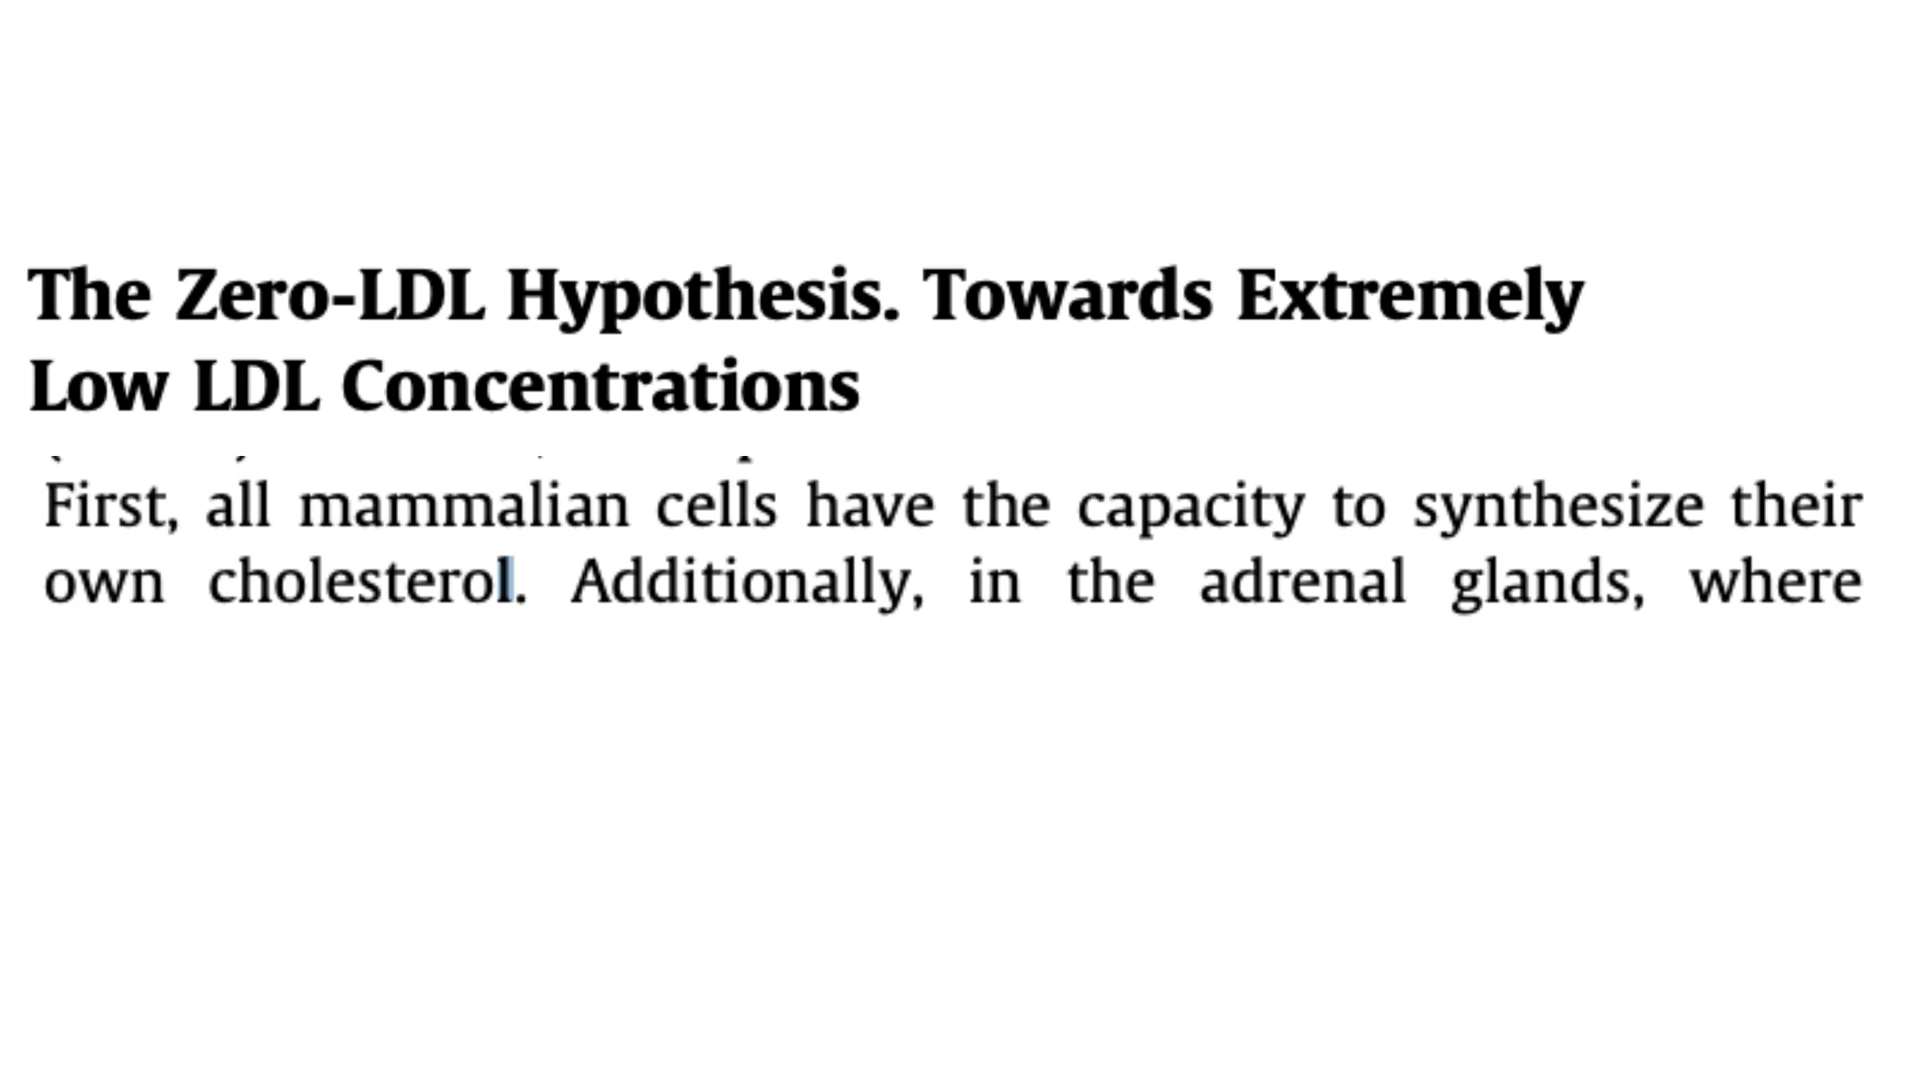 The Zero-LDL Hypothesis. Towards Extremely
Low LDL Concentrations
First, all mammalian cells have the capacity to synthesize their
own cholesterol. Additionally, in the adrenal glands, where